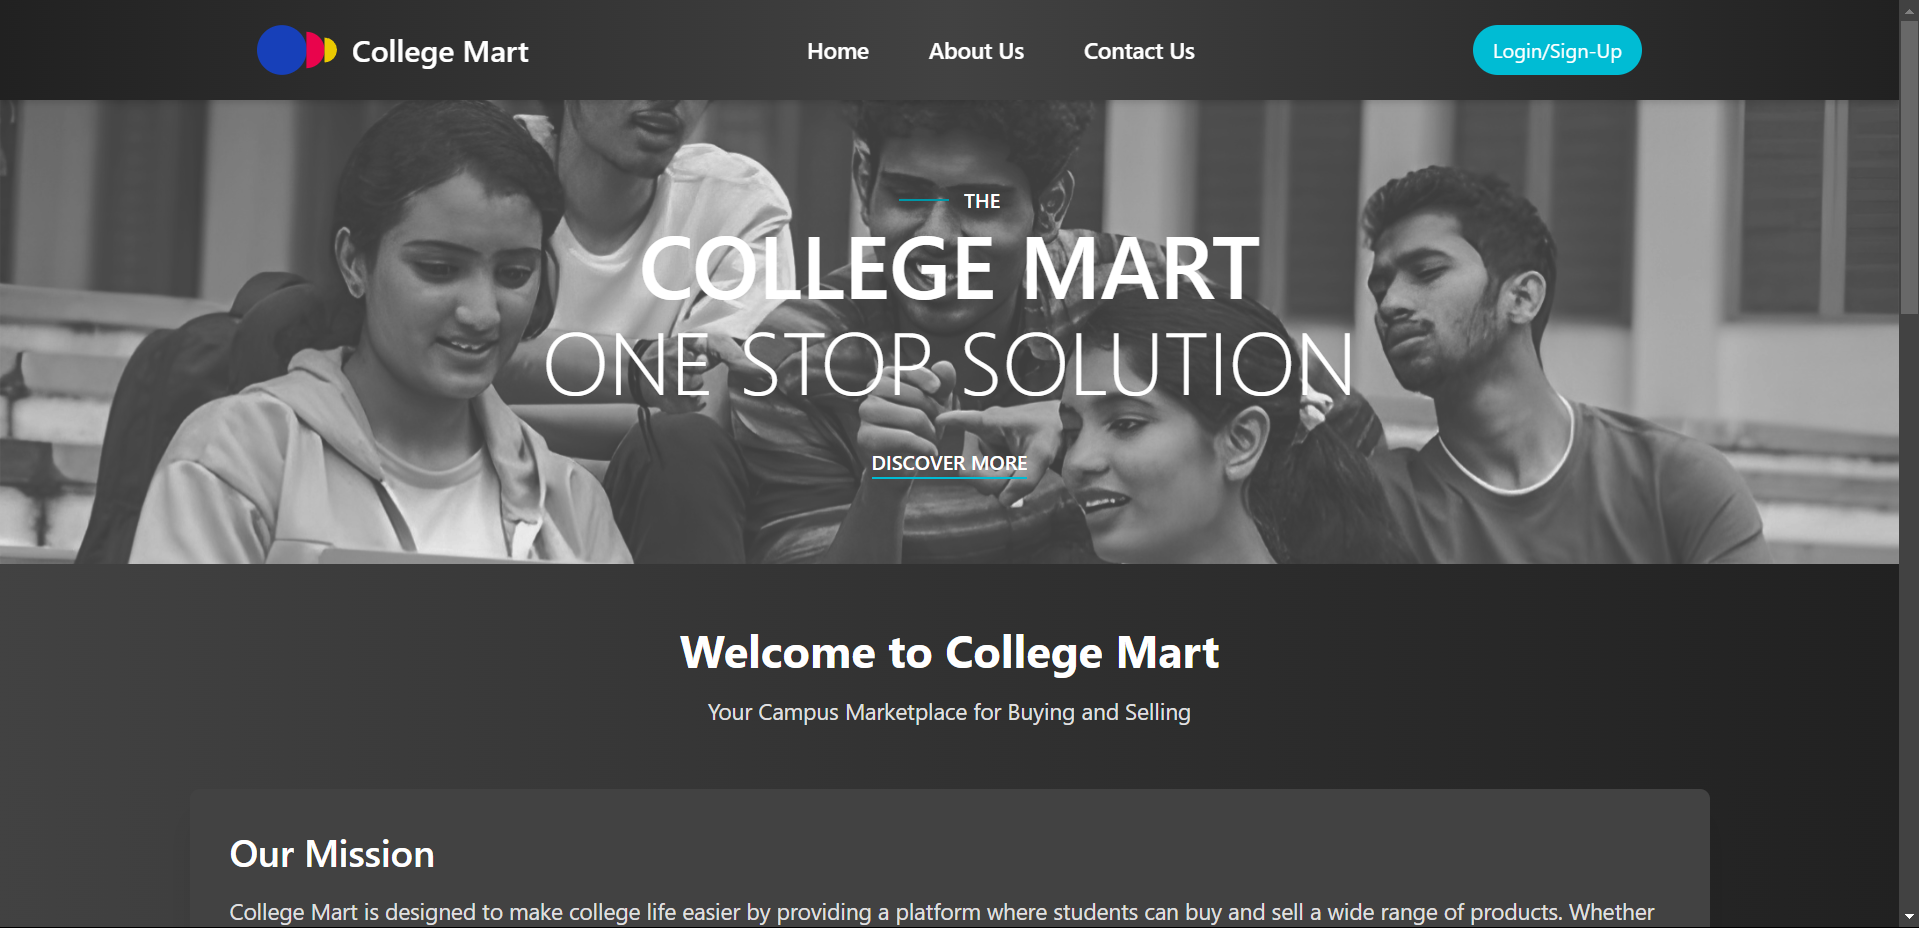 College Mart
Home
About Us
Contact Us
Login/Sign-Up
THE
COLLEGE MART
ONE STOP SOLUTION
DISCOVER MORE
Welcome to College Mart
Your Campus Marketplace for Buying and Selling
Our Mission
College Mart is designed to make college life easier by providing a platform where students can buy and sell a wide range of products. Whether